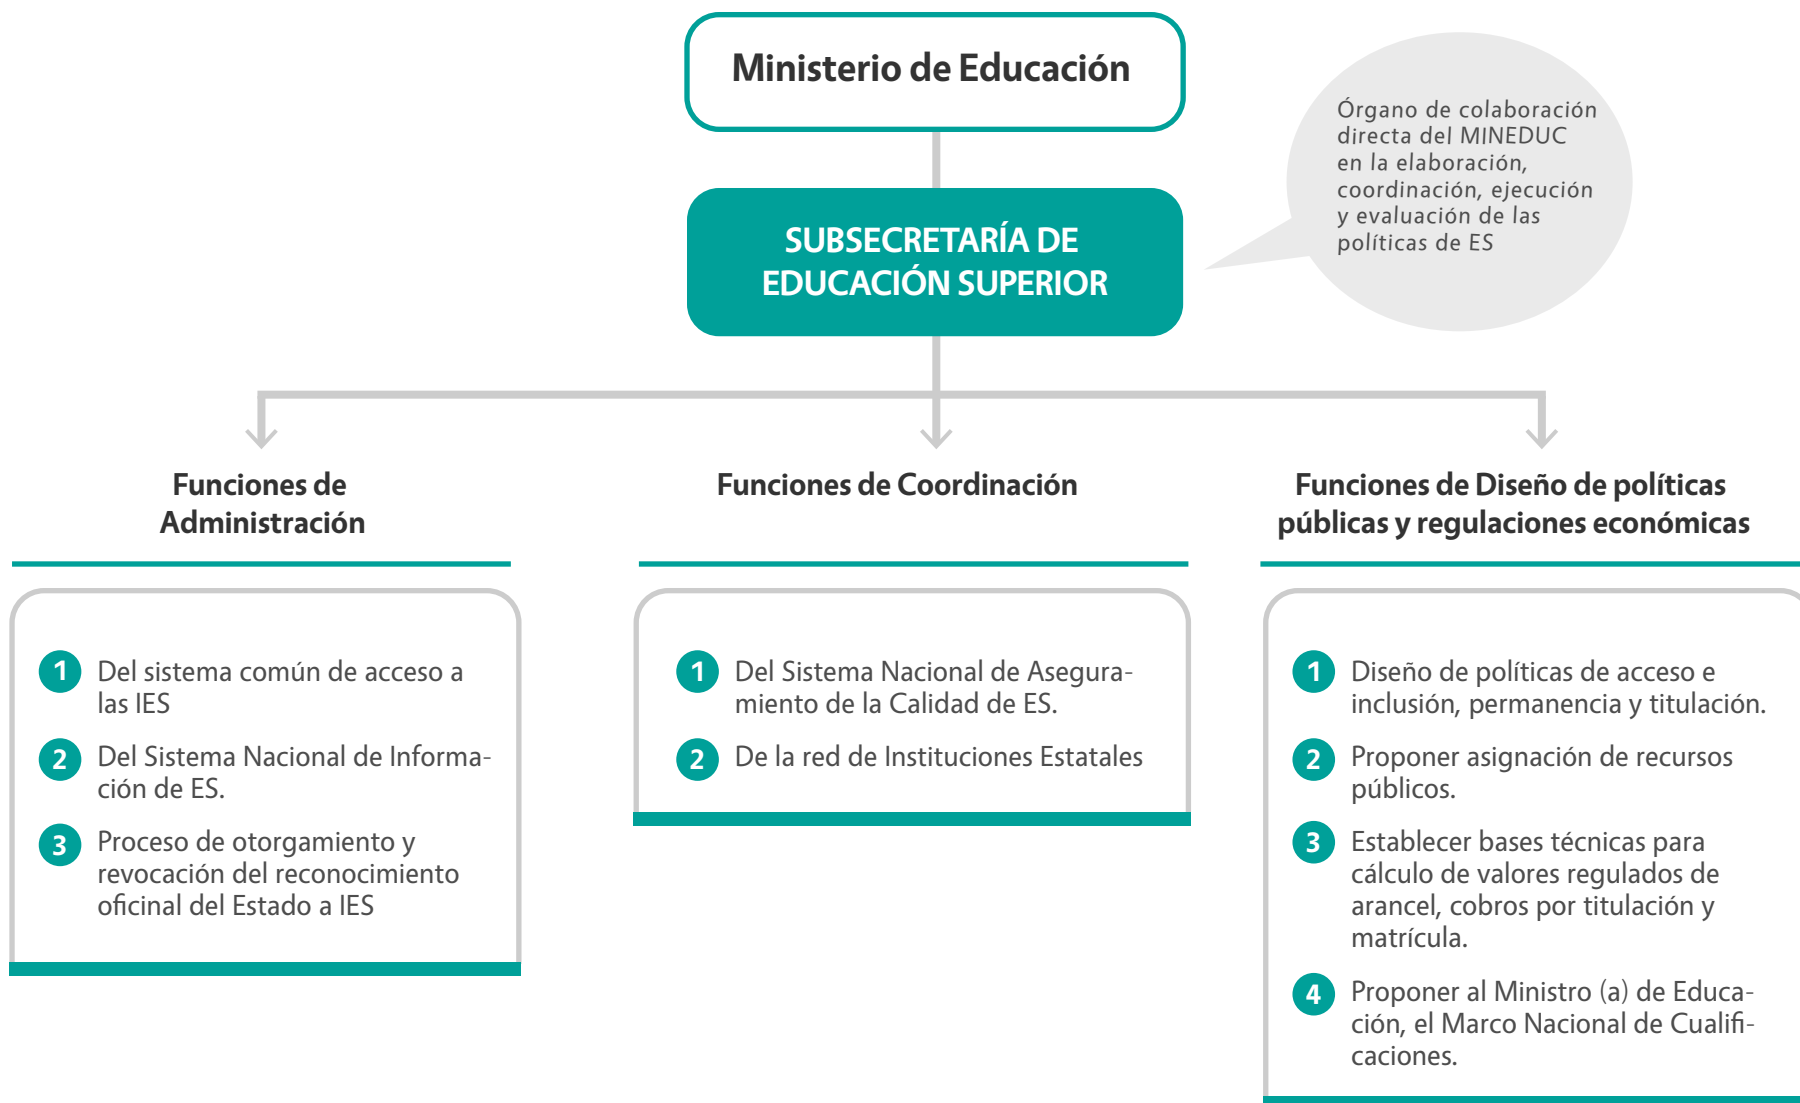 Ministerio de Educación
Órgano de colaboración
directa del MINEDUC
en la elaboración,
coordinación, ejecución
y evaluación de las
políticas de ES
SUBSECRETARÍA DE
EDUCACIÓN SUPERIOR
Funciones de
Administración
1 Del sistema común de acceso a
las IES
2 Del Sistema Nacional de Informa-
ción de ES.
3 Proceso de otorgamiento y
revocación del reconocimiento
oficinal del Estado a IES
Funciones de Coordinación
1 Del Sistema Nacional de Asegura-
miento de la Calidad de ES.
2 De la red de Instituciones Estatales
Funciones de Diseño de políticas
públicas y regulaciones económicas
1 Diseño de políticas de acceso e
inclusión, permanencia y titulación.
2 Proponer asignación de recursos
públicos.
3 Establecer bases técnicas para
cálculo de valores regulados de
arancel, cobros por titulación y
matrícula.
4 Proponer al Ministro (a) de Educa-
ción, el Marco Nacional de Cualifi-
caciones.